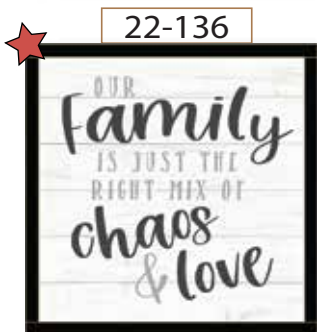 22-136
OUR
family
IS JUST THE
RIGHT MIX OF
chaos
& love